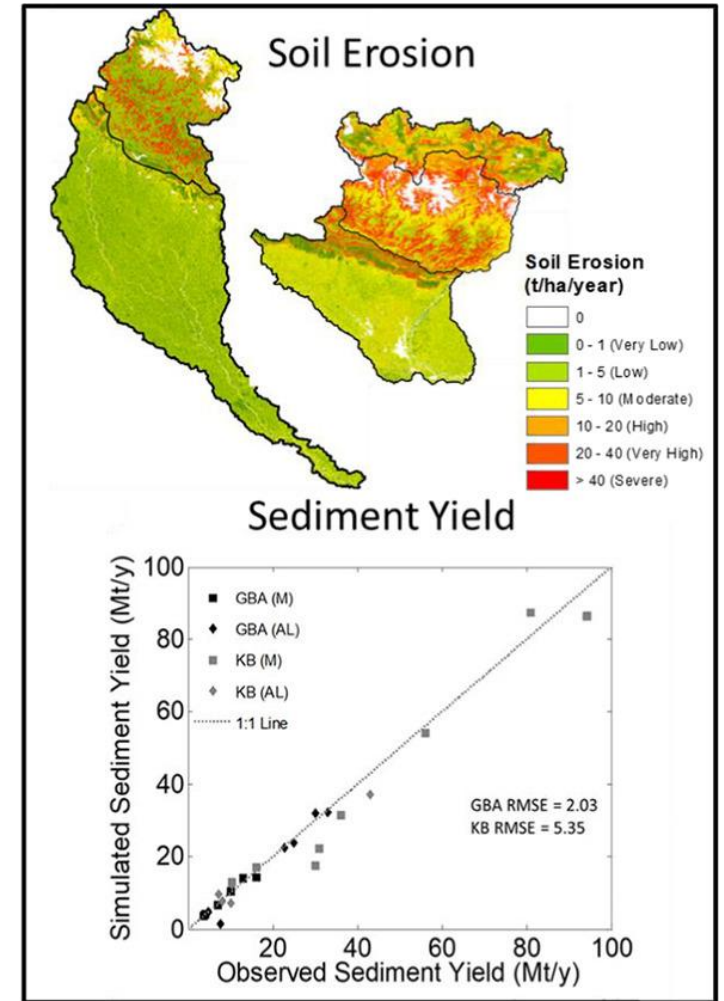 Soil Erosion
Soil Erosion
(t/ha/year)
0
0 - 1 (Very Low)
1 - 5 (Low)
5 - 10 (Moderate)
10 - 20 (High)
20 - 40 (Very High)
> 40 (Severe)
Sediment Yield
Simulated Sediment Yield (Mt/y)
100
80
60
40
20
0
GBA (M)
GBA (AL)
KB (M)
KB (AL)
1:1 Line
GBA RMSE = 2.03
KB RMSE = 5.35
20 40 60 80 100
Observed Sediment Yield (Mt/y)